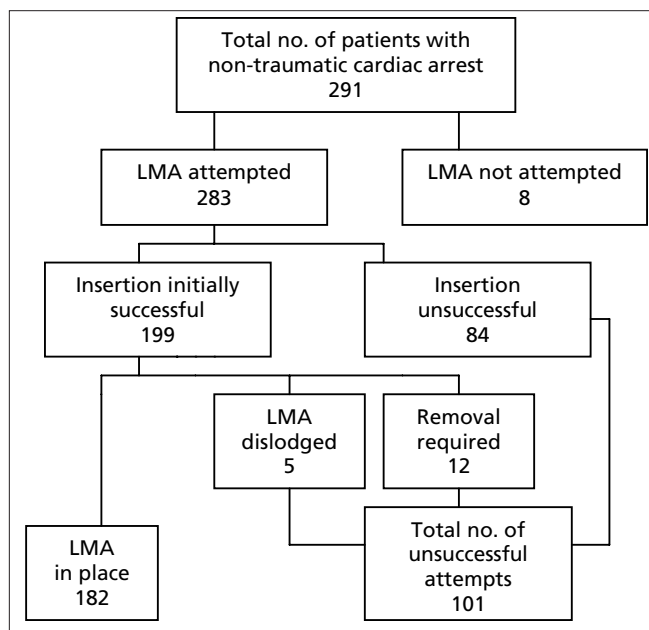 Total no. of patients with
non-traumatic cardiac arrest
291
LMA attempted
283
LMA not attempted
8
Insertion initially
successful
199
Insertion
unsuccessful
84
LMA
dislodged
5
Removal
required
12
LMA
in place
182
Total no. of
unsuccessful
attempts
101